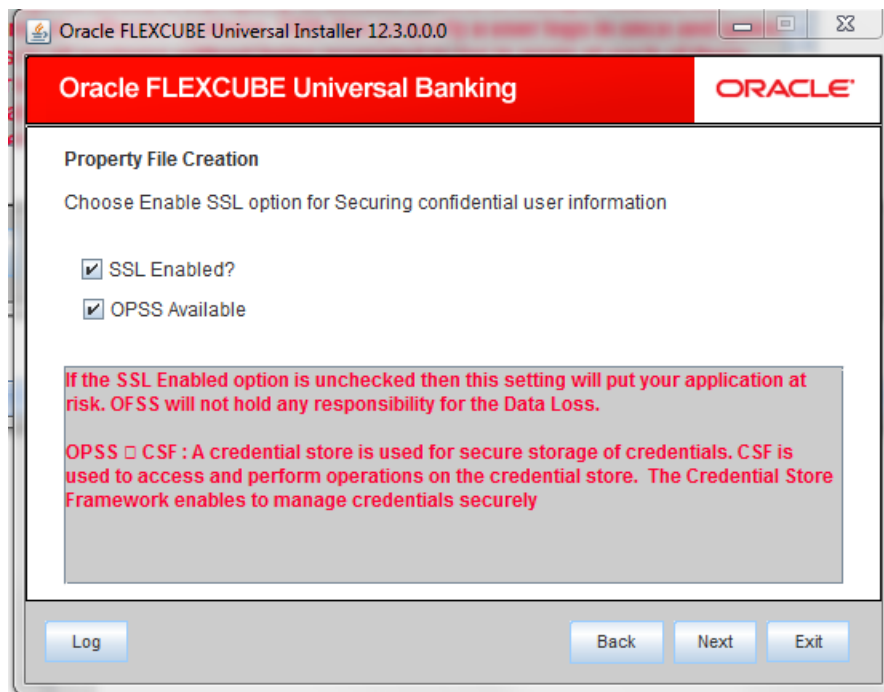 Oracle FLEXCUBE Universal Installer 12.3.0.0.0
Oracle FLEXCUBE Universal Banking
ORACLE
Property File Creation
Choose Enable SSL option for Securing confidential user information
SSL Enabled?
OPSS Available
If the SSL Enabled option is unchecked then this setting will put your application at
risk. OFSS will not hold any responsibility for the Data Loss.
OPSS □ CSF : A credential store is used for secure storage of credentials. CSF is
used to access and perform operations on the credential store.  The Credential Store
Framework enables to manage credentials securely
Log
Back
Next
Exit